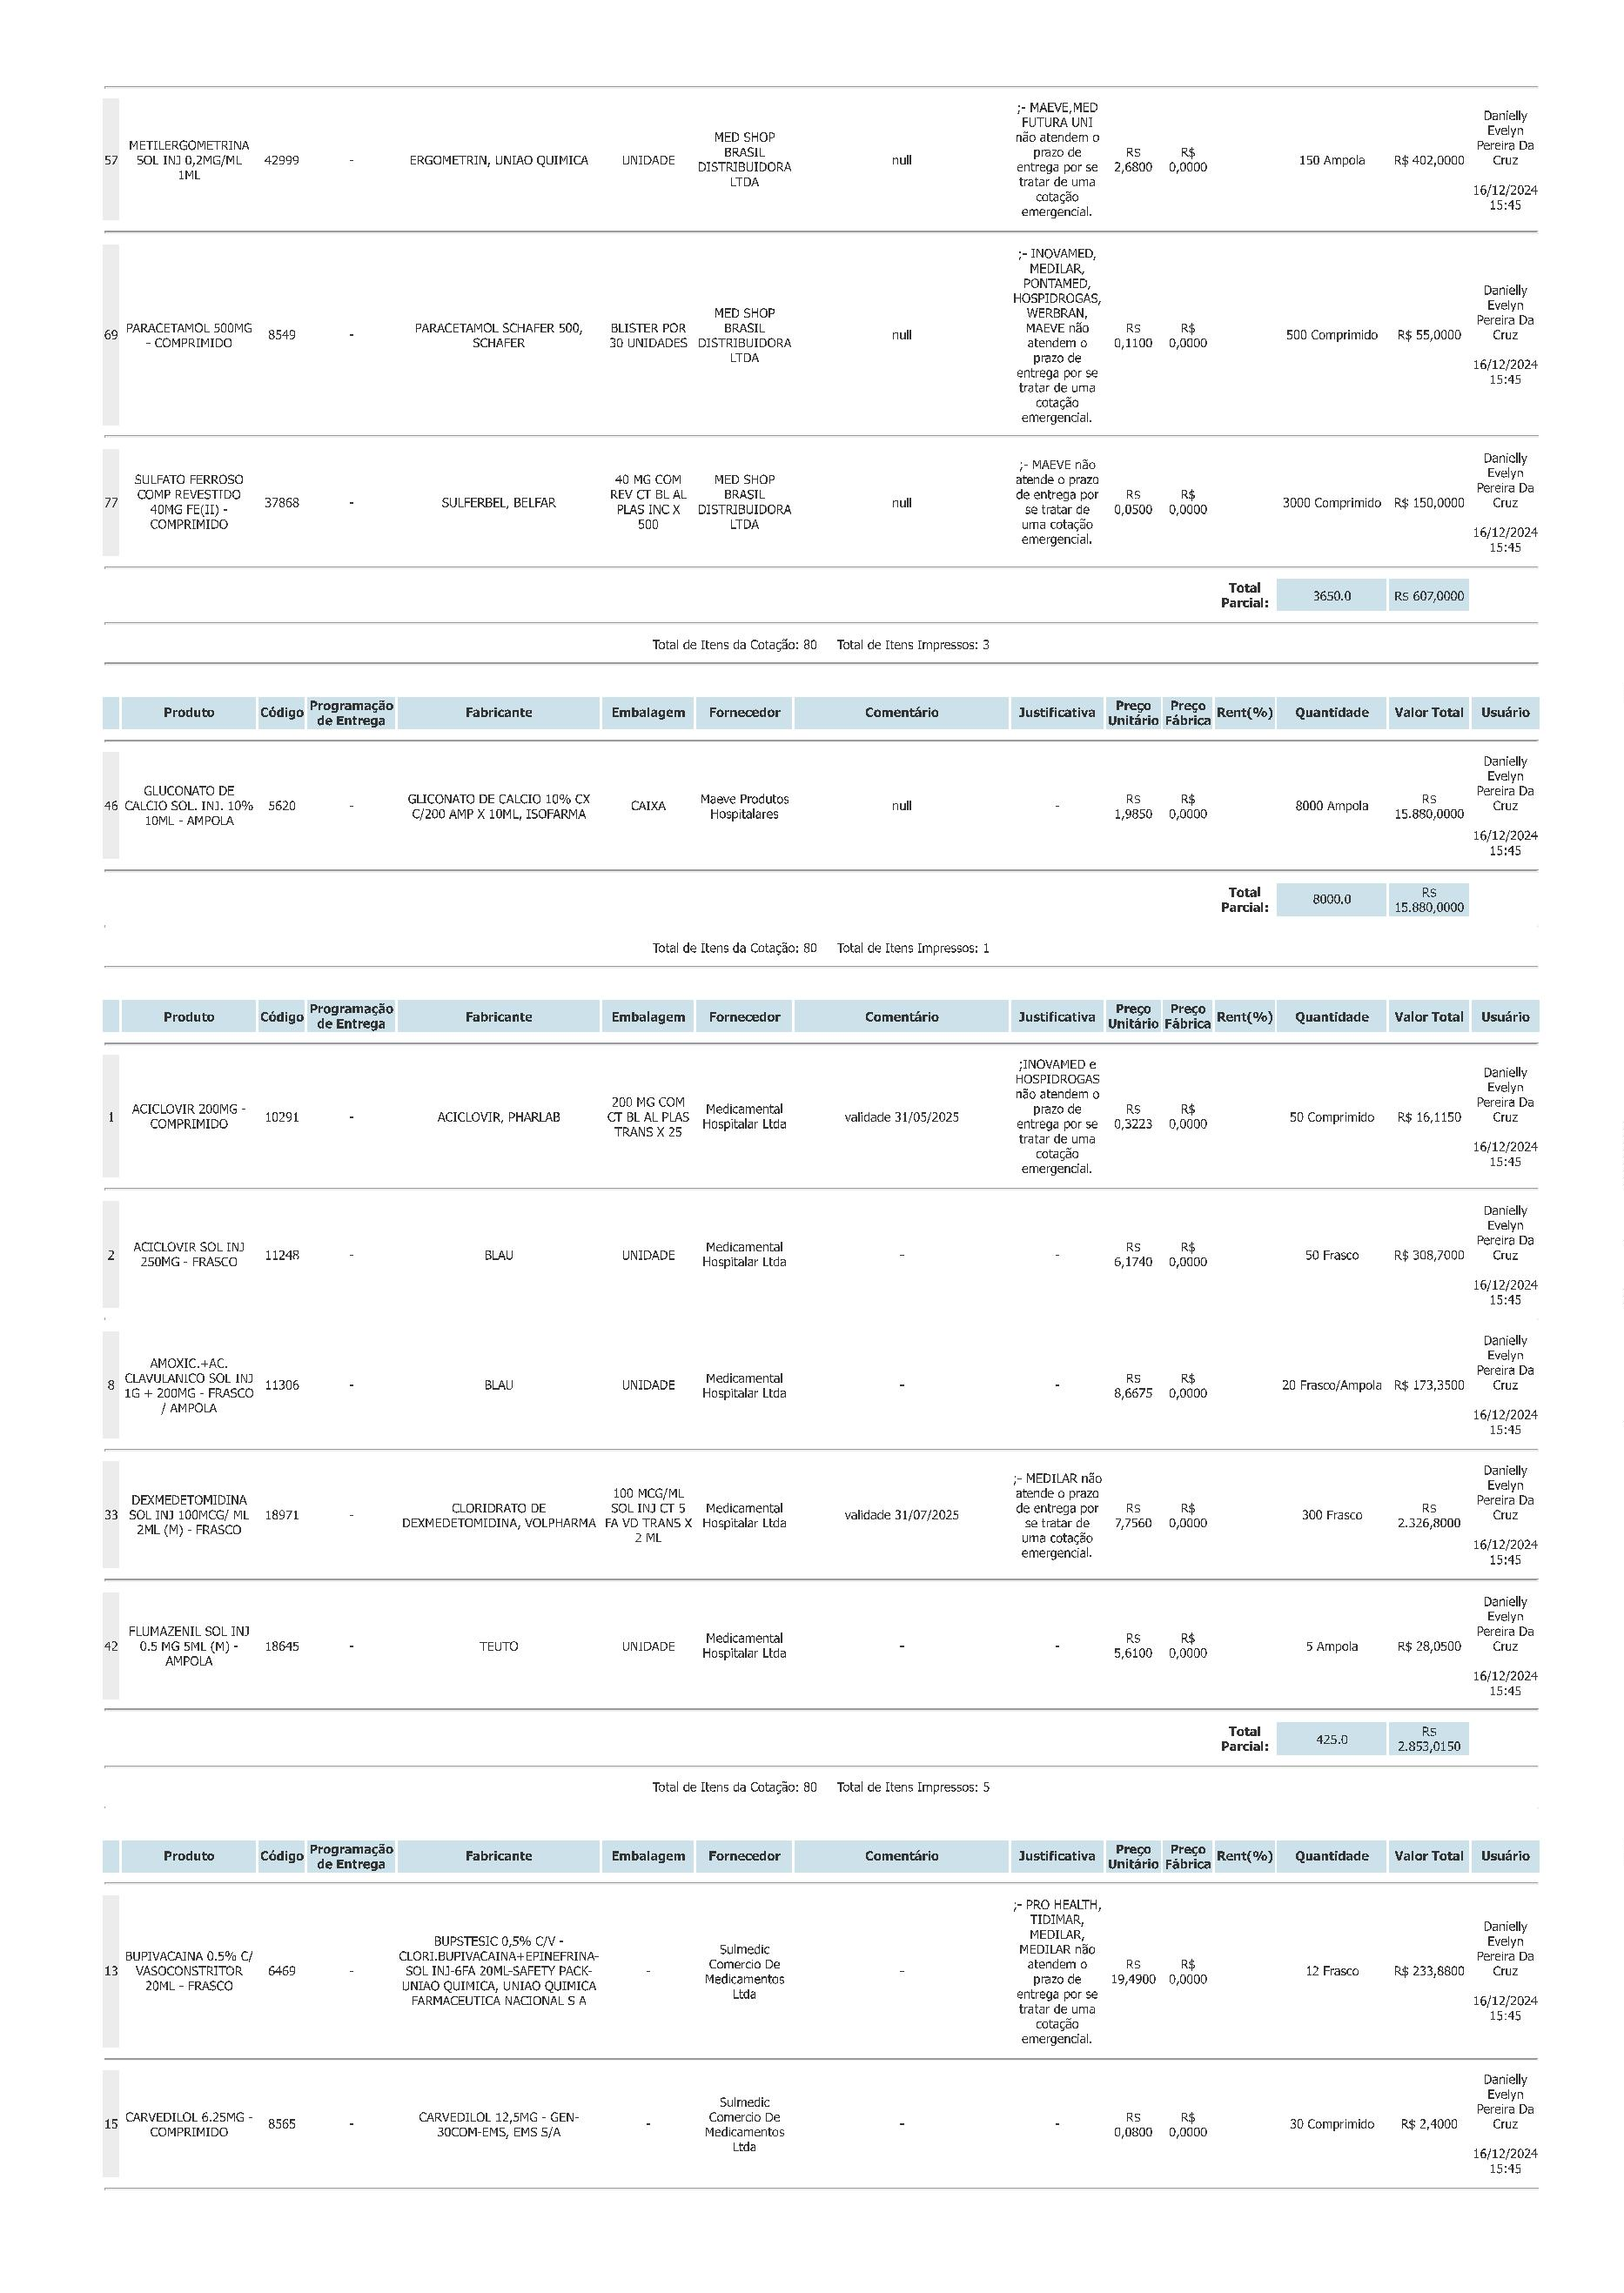 57 METILERGOMETRINA SOL INJ 0,2MG/ML 1ML 42999 - ERGOMETRIN, UNIAO QUIMICA UNIDADE MED SHOP BRASIL DISTRIBUIDORA LTDA null ;- MAEVE,MED FUTURA UNI não atendem o prazo de entrega por se tratar de uma cotação emergencial. R$ 2,6800 R$ 0,0000 150 Ampola R$ 402,0000 Danielly Evelyn Pereira Da Cruz 16/12/2024 15:45
69 PARACETAMOL 500MG - COMPRIMIDO 8549 - PARACETAMOL SCHAFER 500, SCHAFER BLISTER POR 30 UNIDADES MED SHOP BRASIL DISTRIBUIDORA LTDA null ;- INOVAMED, MEDILAR, PONTAMED, HOSPIDROGAS, WERBRAN, MAEVE não atendem o prazo de entrega por se tratar de uma cotação emergencial. R$ 0,1100 R$ 0,0000 500 Comprimido R$ 55,0000 Danielly Evelyn Pereira Da Cruz 16/12/2024 15:45
77 SULFATO FERROSO COMP REVESTIDO 40MG FE(II) - COMPRIMIDO 37868 - SULFERBEL, BELFAR 40 MG COM REV CT BL AL PLAS INC X 500 MED SHOP BRASIL DISTRIBUIDORA LTDA null ;- MAEVE não atende o prazo de entrega por se tratar de uma cotação emergencial. R$ 0,0500 R$ 0,0000 3000 Comprimido R$ 150,0000 Danielly Evelyn Pereira Da Cruz 16/12/2024 15:45
Total Parcial: 3650.0 R$ 607,0000
Total de Itens da Cotação: 80 Total de Itens Impressos: 3
Produto Código Programação de Entrega Fabricante Embalagem Fornecedor Comentário Justificativa Preço Unitário Preço Fábrica Rent(%) Quantidade Valor Total Usuário
46 GLUCONATO DE CALCIO SOL. INJ. 10% 10ML - AMPOLA 5620 - GLICONATO DE CALCIO 10% CX C/200 AMP X 10ML, ISOFARMA CAIXA Maeve Produtos Hospitalares null - R$ 1,9850 R$ 0,0000 8000 Ampola R$ 15.880,0000 Danielly Evelyn Pereira Da Cruz 16/12/2024 15:45
Total Parcial: 8000.0 R$ 15.880,0000
Total de Itens da Cotação: 80 Total de Itens Impressos: 1
Produto Código Programação de Entrega Fabricante Embalagem Fornecedor Comentário Justificativa Preço Unitário Preço Fábrica Rent(%) Quantidade Valor Total Usuário
1 ACICLOVIR 200MG - COMPRIMIDO 10291 - ACICLOVIR, PHARLAB 200 MG COM CT BL AL PLAS TRANS X 25 Medicamental Hospitalar Ltda validade 31/05/2025 ;INOVAMED e HOSPIDROGAS não atendem o prazo de entrega por se tratar de uma cotação emergencial. R$ 0,3223 R$ 0,0000 50 Comprimido R$ 16,1150 Danielly Evelyn Pereira Da Cruz 16/12/2024 15:45
2 ACICLOVIR SOL INJ 250MG - FRASCO 11248 - BLAU UNIDADE Medicamental Hospitalar Ltda - - R$ 6,1740 R$ 0,0000 50 Frasco R$ 308,7000 Danielly Evelyn Pereira Da Cruz 16/12/2024 15:45
8 AMOXIC.+AC. CLAVULANICO SOL INJ 1G + 200MG - FRASCO / AMPOLA 11306 - BLAU UNIDADE Medicamental Hospitalar Ltda - - R$ 8,6675 R$ 0,0000 20 Frasco/Ampola R$ 173,3500 Danielly Evelyn Pereira Da Cruz 16/12/2024 15:45
33 DEXMEDETOMIDINA SOL INJ 100MCG/ ML 2ML (M) - FRASCO 18971 - CLORIDRATO DE DEXMEDETOMIDINA, VOLPHARMA 100 MCG/ML SOL INJ CT 5 FA VD TRANS X 2 ML Medicamental Hospitalar Ltda validade 31/07/2025 ;- MEDILAR não atende o prazo de entrega por se tratar de uma cotação emergencial. R$ 7,7560 R$ 0,0000 300 Frasco R$ 2.326,8000 Danielly Evelyn Pereira Da Cruz 16/12/2024 15:45
42 FLUMAZENIL SOL INJ 0.5 MG 5ML (M) - AMPOLA 18645 - TEUTO UNIDADE Medicamental Hospitalar Ltda - - R$ 5,6100 R$ 0,0000 5 Ampola R$ 28,0500 Danielly Evelyn Pereira Da Cruz 16/12/2024 15:45
Total Parcial: 425.0 R$ 2.853,0150
Total de Itens da Cotação: 80 Total de Itens Impressos: 5
Produto Código Programação de Entrega Fabricante Embalagem Fornecedor Comentário Justificativa Preço Unitário Preço Fábrica Rent(%) Quantidade Valor Total Usuário
13 BUPIVACAINA 0.5% C/ VASOCONSTRITOR 20ML - FRASCO 6469 - BUPSTESIC 0,5% C/V - CLORI.BUPIVACAINA+EPINEFRINA-SOL INJ-6FA 20ML-SAFETY PACK-UNIAO QUIMICA, UNIAO QUIMICA FARMACEUTICA NACIONAL S A - Sulmedic Comercio De Medicamentos Ltda - ;- PRO HEALTH, TIDIMAR, MEDILAR, MEDILAR não atendem o prazo de entrega por se tratar de uma cotação emergencial. R$ 19,4900 R$ 0,0000 12 Frasco R$ 233,8800 Danielly Evelyn Pereira Da Cruz 16/12/2024 15:45
15 CARVEDILOL 6.25MG - COMPRIMIDO 8565 - CARVEDILOL 12,5MG - GEN-30COM-EMS, EMS S/A - Sulmedic Comercio De Medicamentos Ltda - - R$ 0,0800 R$ 0,0000 30 Comprimido R$ 2,4000 Danielly Evelyn Pereira Da Cruz 16/12/2024 15:45